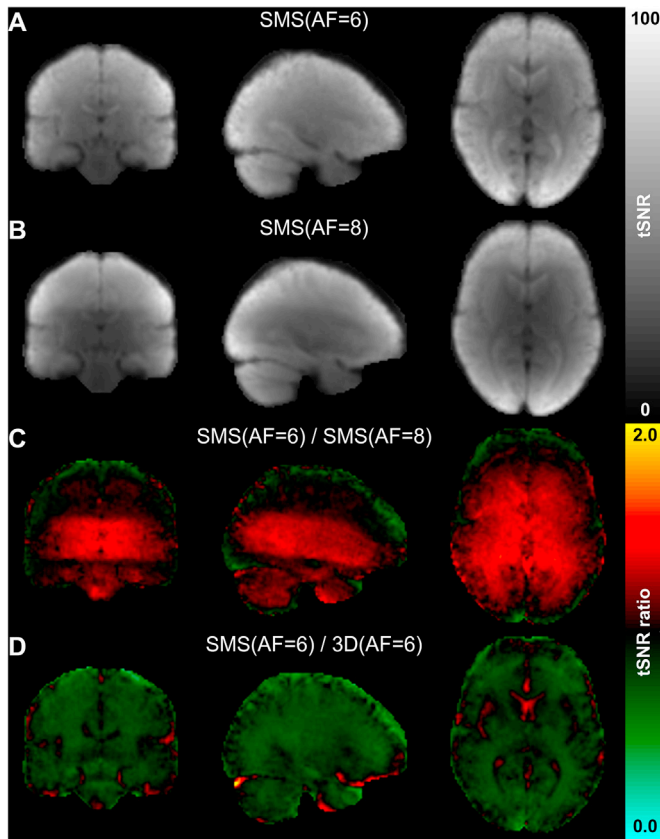 A
SMS(AF=6)
100
tSNR
B
SMS(AF=8)
0
C
SMS(AF=6) / SMS(AF=8)
2.0
tSNR ratio
D
SMS(AF=6) / 3D(AF=6)
0.0